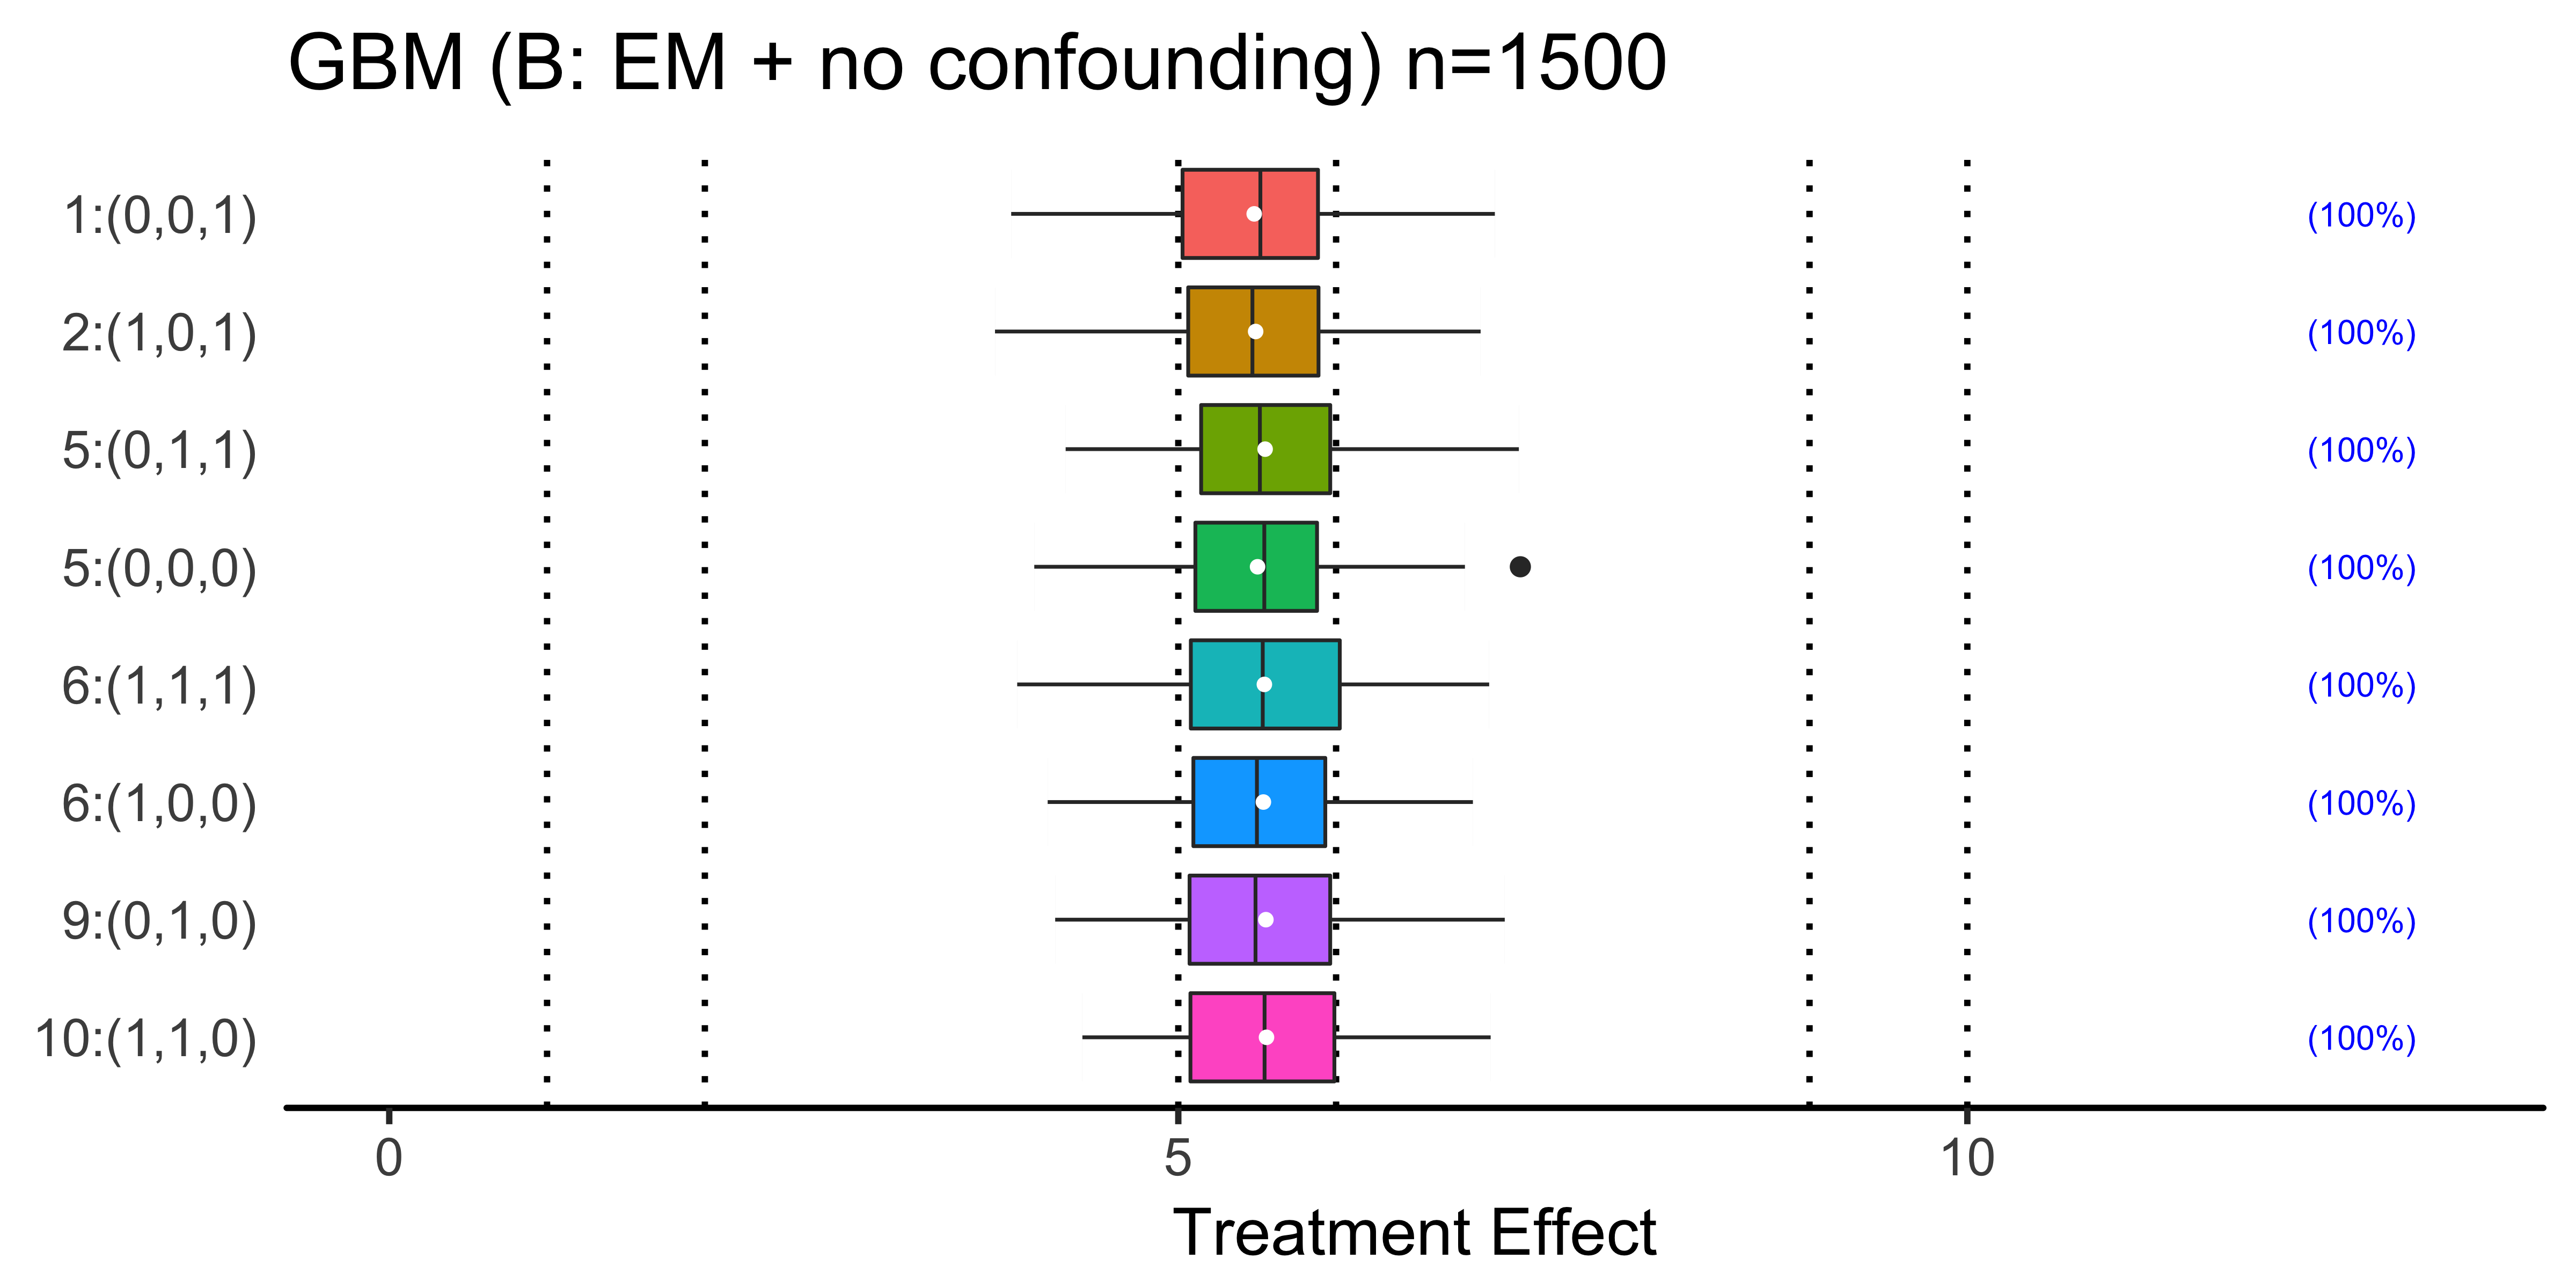 GBM (B: EM + no confounding) n=1500
1:(0,0,1) (100%)
2:(1,0,1) (100%)
5:(0,1,1) (100%)
5:(0,0,0) (100%)
6:(1,1,1) (100%)
6:(1,0,0) (100%)
9:(0,1,0) (100%)
10:(1,1,0) (100%)
0 5 10
Treatment Effect